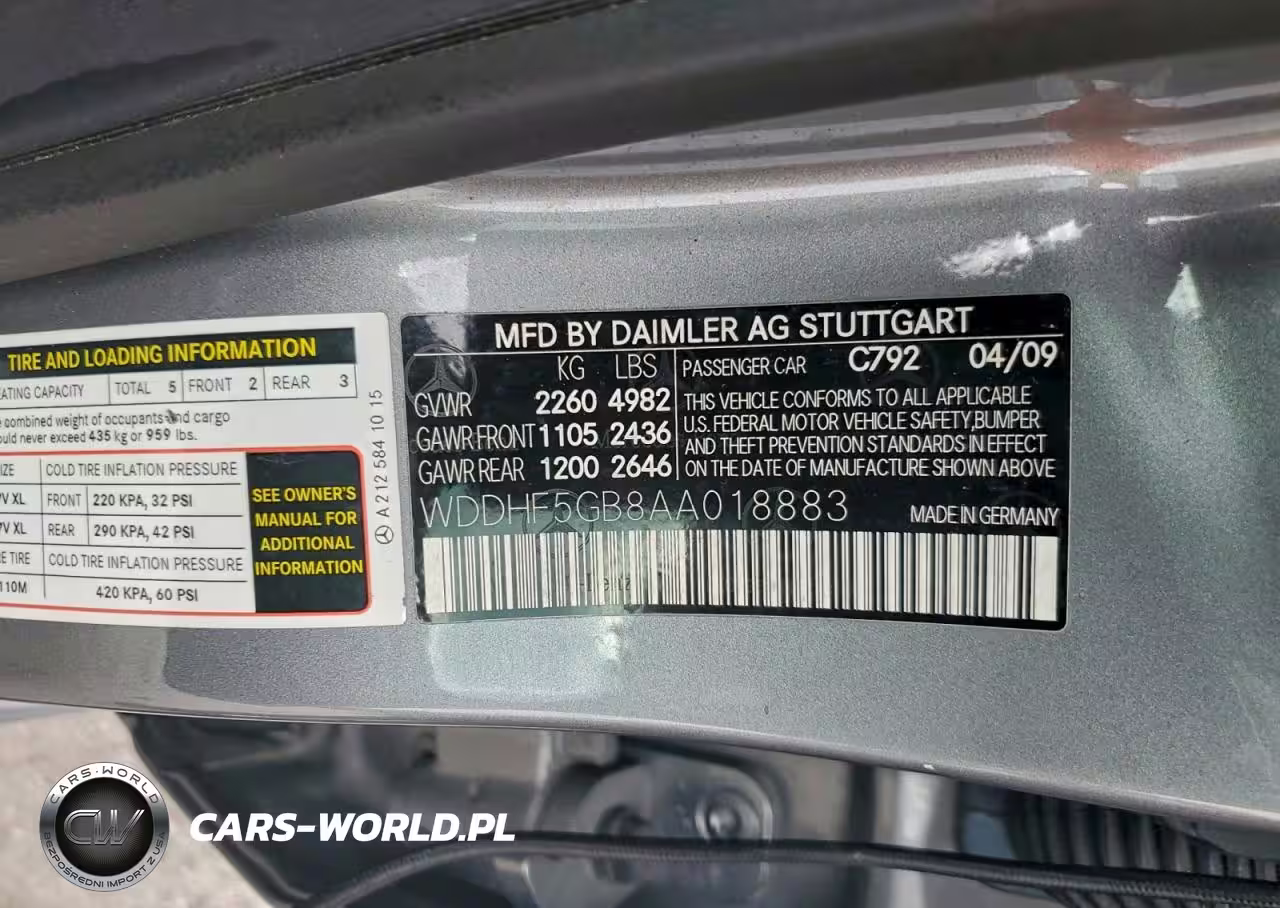 TIRE AND LOADING INFORMATION
ATING CAPACITY TOTAL 5 FRONT 2 REAR 3
combined weight of occupants and cargo
ould never exceed 435 kg or 959 lbs.
IZE COLD TIRE INFLATION PRESSURE
V XL FRONT 220 KPA, 32 PSI
V XL REAR 290 KPA, 42 PSI
E TIRE COLD TIRE INFLATION PRESSURE
110M 420 KPA, 60 PSI
SEE OWNER'S
MANUAL FOR
ADDITIONAL
INFORMATION
A 212 584 10 15
MFD BY DAIMLER AG STUTTGART
KG LBS
GVWR 2260 4982
GAWR FRONT 1105 2436
GAWR REAR 1200 2646
PASSENGER CAR C792 04/09
THIS VEHICLE CONFORMS TO ALL APPLICABLE
U.S. FEDERAL MOTOR VEHICLE SAFETY, BUMPER
AND THEFT PREVENTION STANDARDS IN EFFECT
ON THE DATE OF MANUFACTURE SHOWN ABOVE
WDDHF5GB8AA018883 MADE IN GERMANY
CARS-WORLD
CW
BEZPOŚREDNI IMPORT Z USA
CARS-WORLD.PL